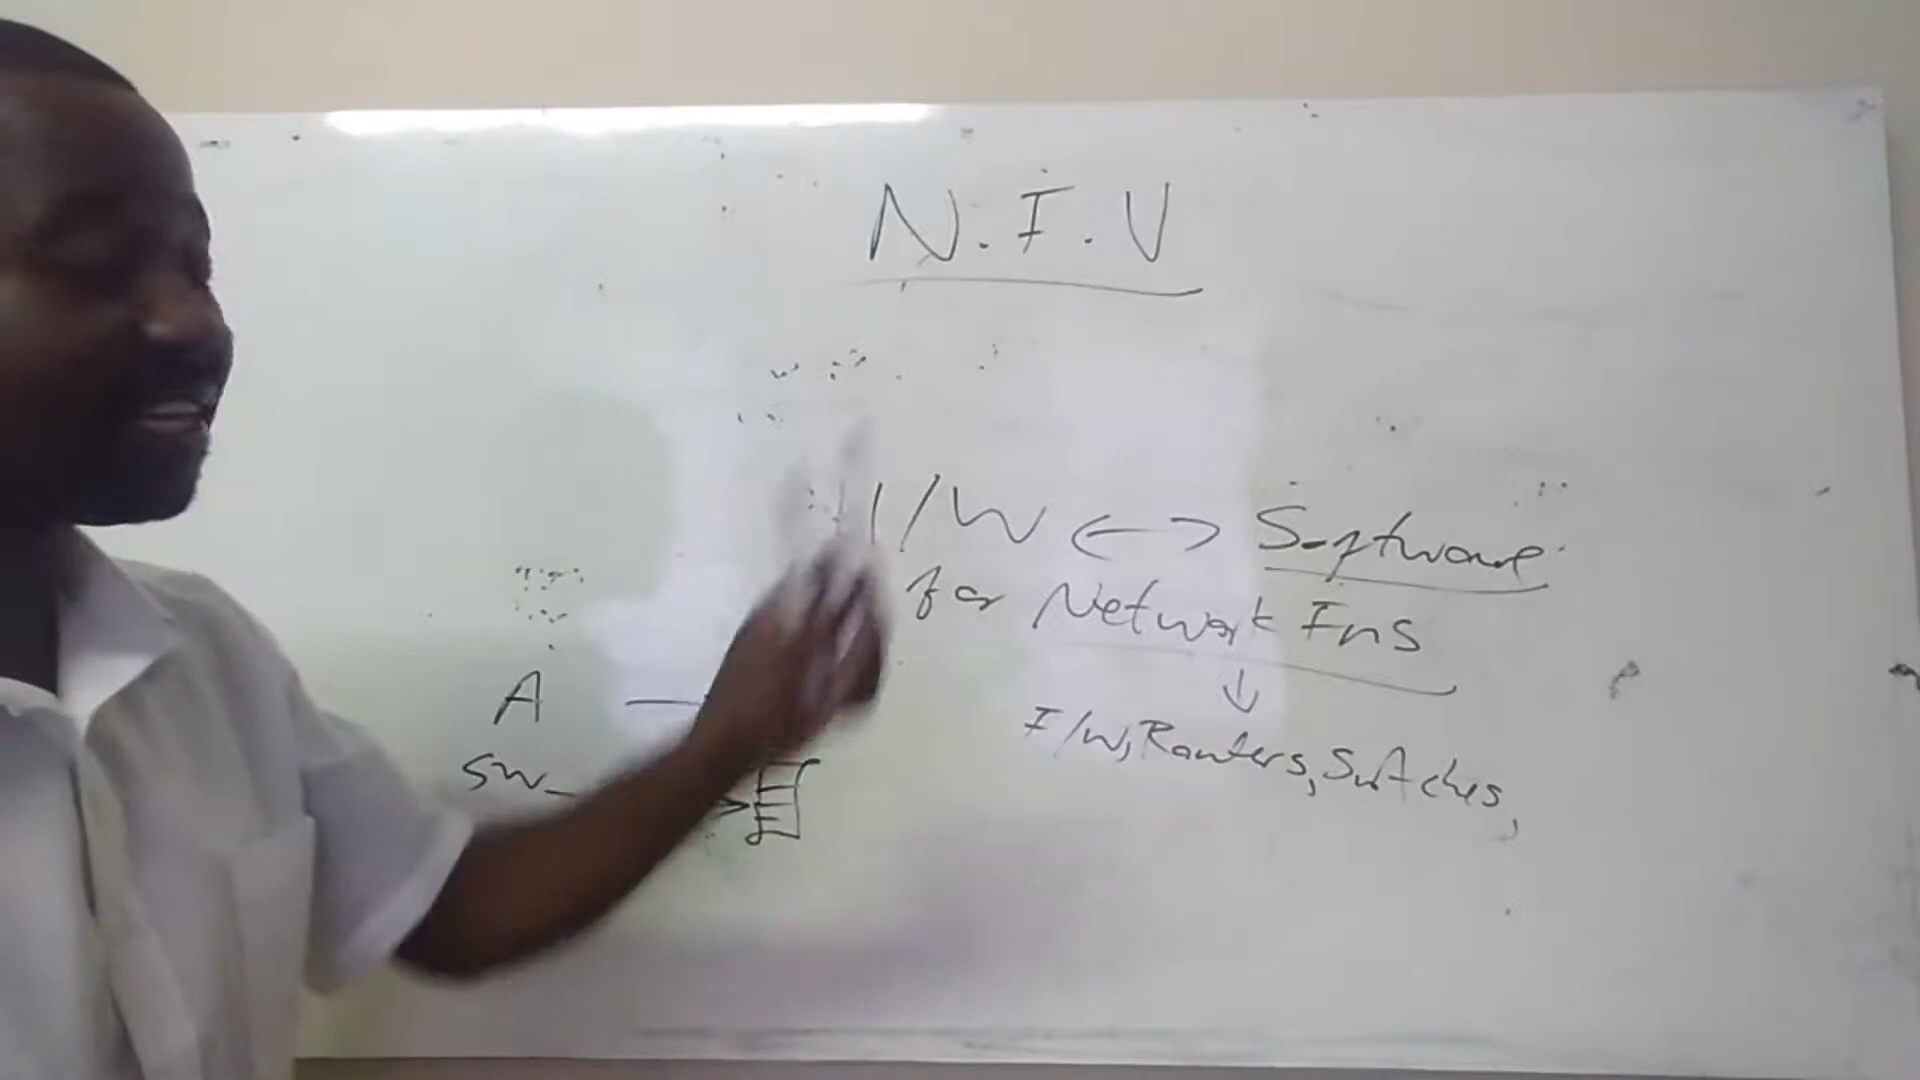 N.F.V
/W ↔ Software
for Network Fns
↓
F/w, Routers, Switches,
A
SW